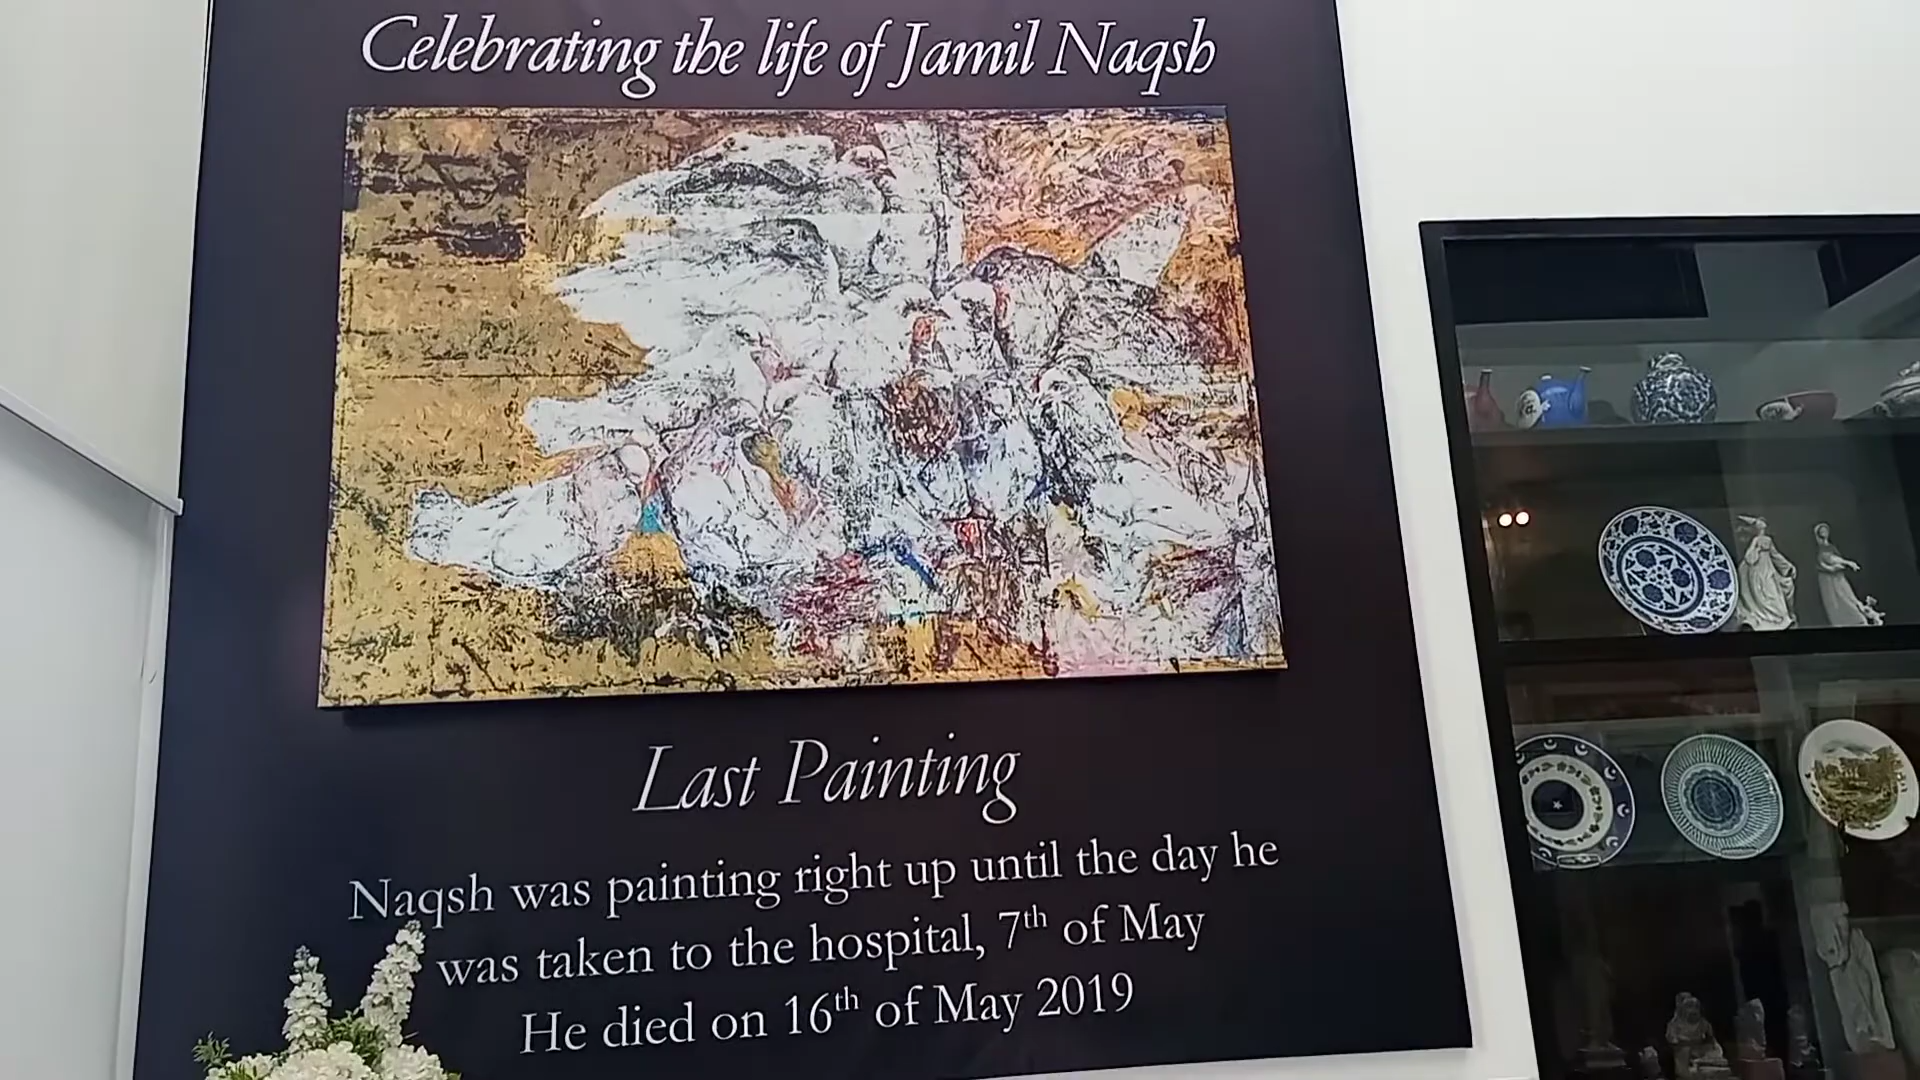 Celebrating the life of Jamil Naqsh
Last Painting
Naqsh was painting right up until the day he
was taken to the hospital, 7th of May
He died on 16th of May 2019